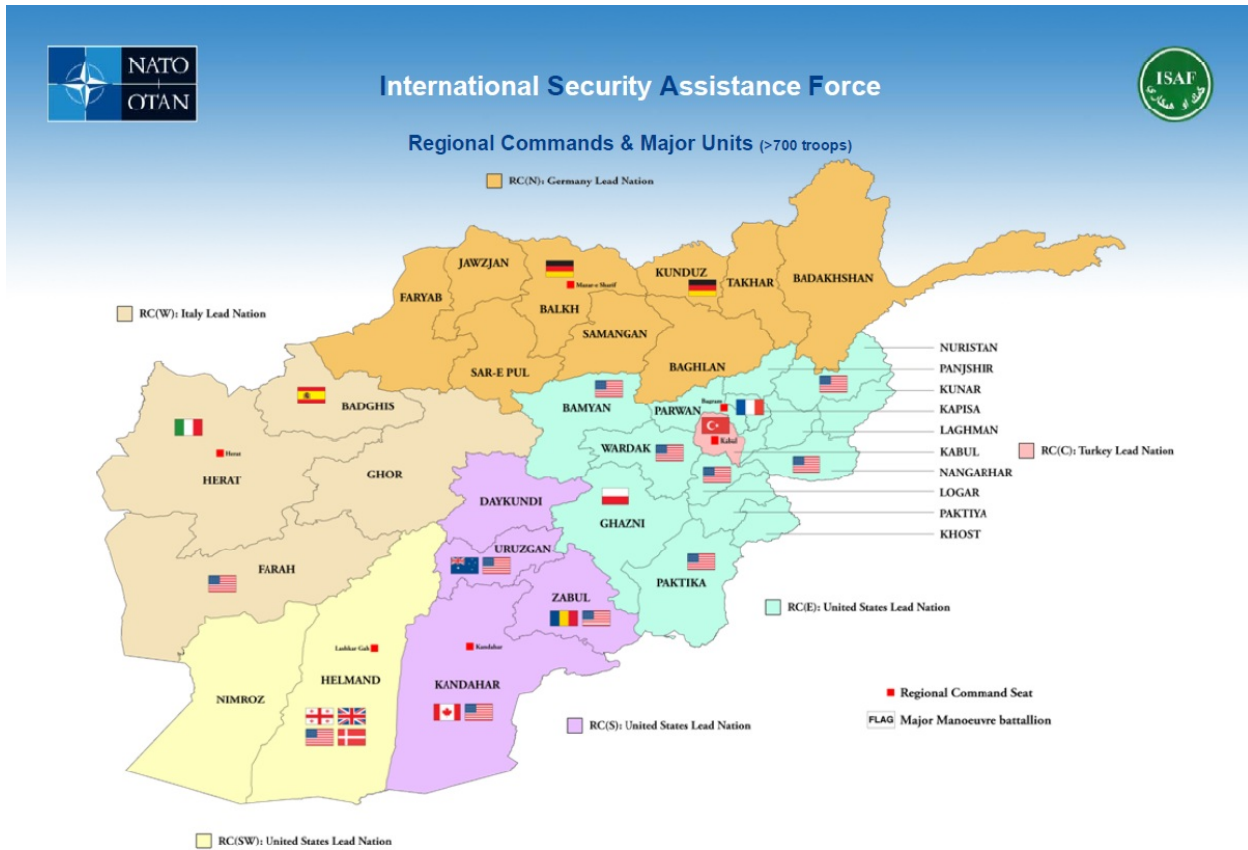 NATO
OTAN
International Security Assistance Force
ISAF
کمک او همکاری
Regional Commands & Major Units (>700 troops)
RC(N): Germany Lead Nation
JAWZJAN
KUNDUZ
BADAKHSHAN
TAKHAR
FARYAB
Mazar-e Sharif
BALKH
RC(W): Italy Lead Nation
SAMANGAN
NURISTAN
SAR-E PUL
BAGHLAN
PANJSHIR
KUNAR
BADGHIS
BAMYAN
PARWAN
Bagram
KAPISA
LAGHMAN
Kabul
KABUL
RC(C): Turkey Lead Nation
WARDAK
Herat
HERAT
GHOR
NANGARHAR
LOGAR
DAYKUNDI
PAKTIYA
GHAZNI
KHOST
URUZGAN
FARAH
PAKTIKA
ZABUL
RC(E): United States Lead Nation
Lashkar Gah
Kandahar
HELMAND
KANDAHAR
NIMROZ
Regional Command Seat
FLAG Major Manoeuvre battallion
RC(S): United States Lead Nation
RC(SW): United States Lead Nation